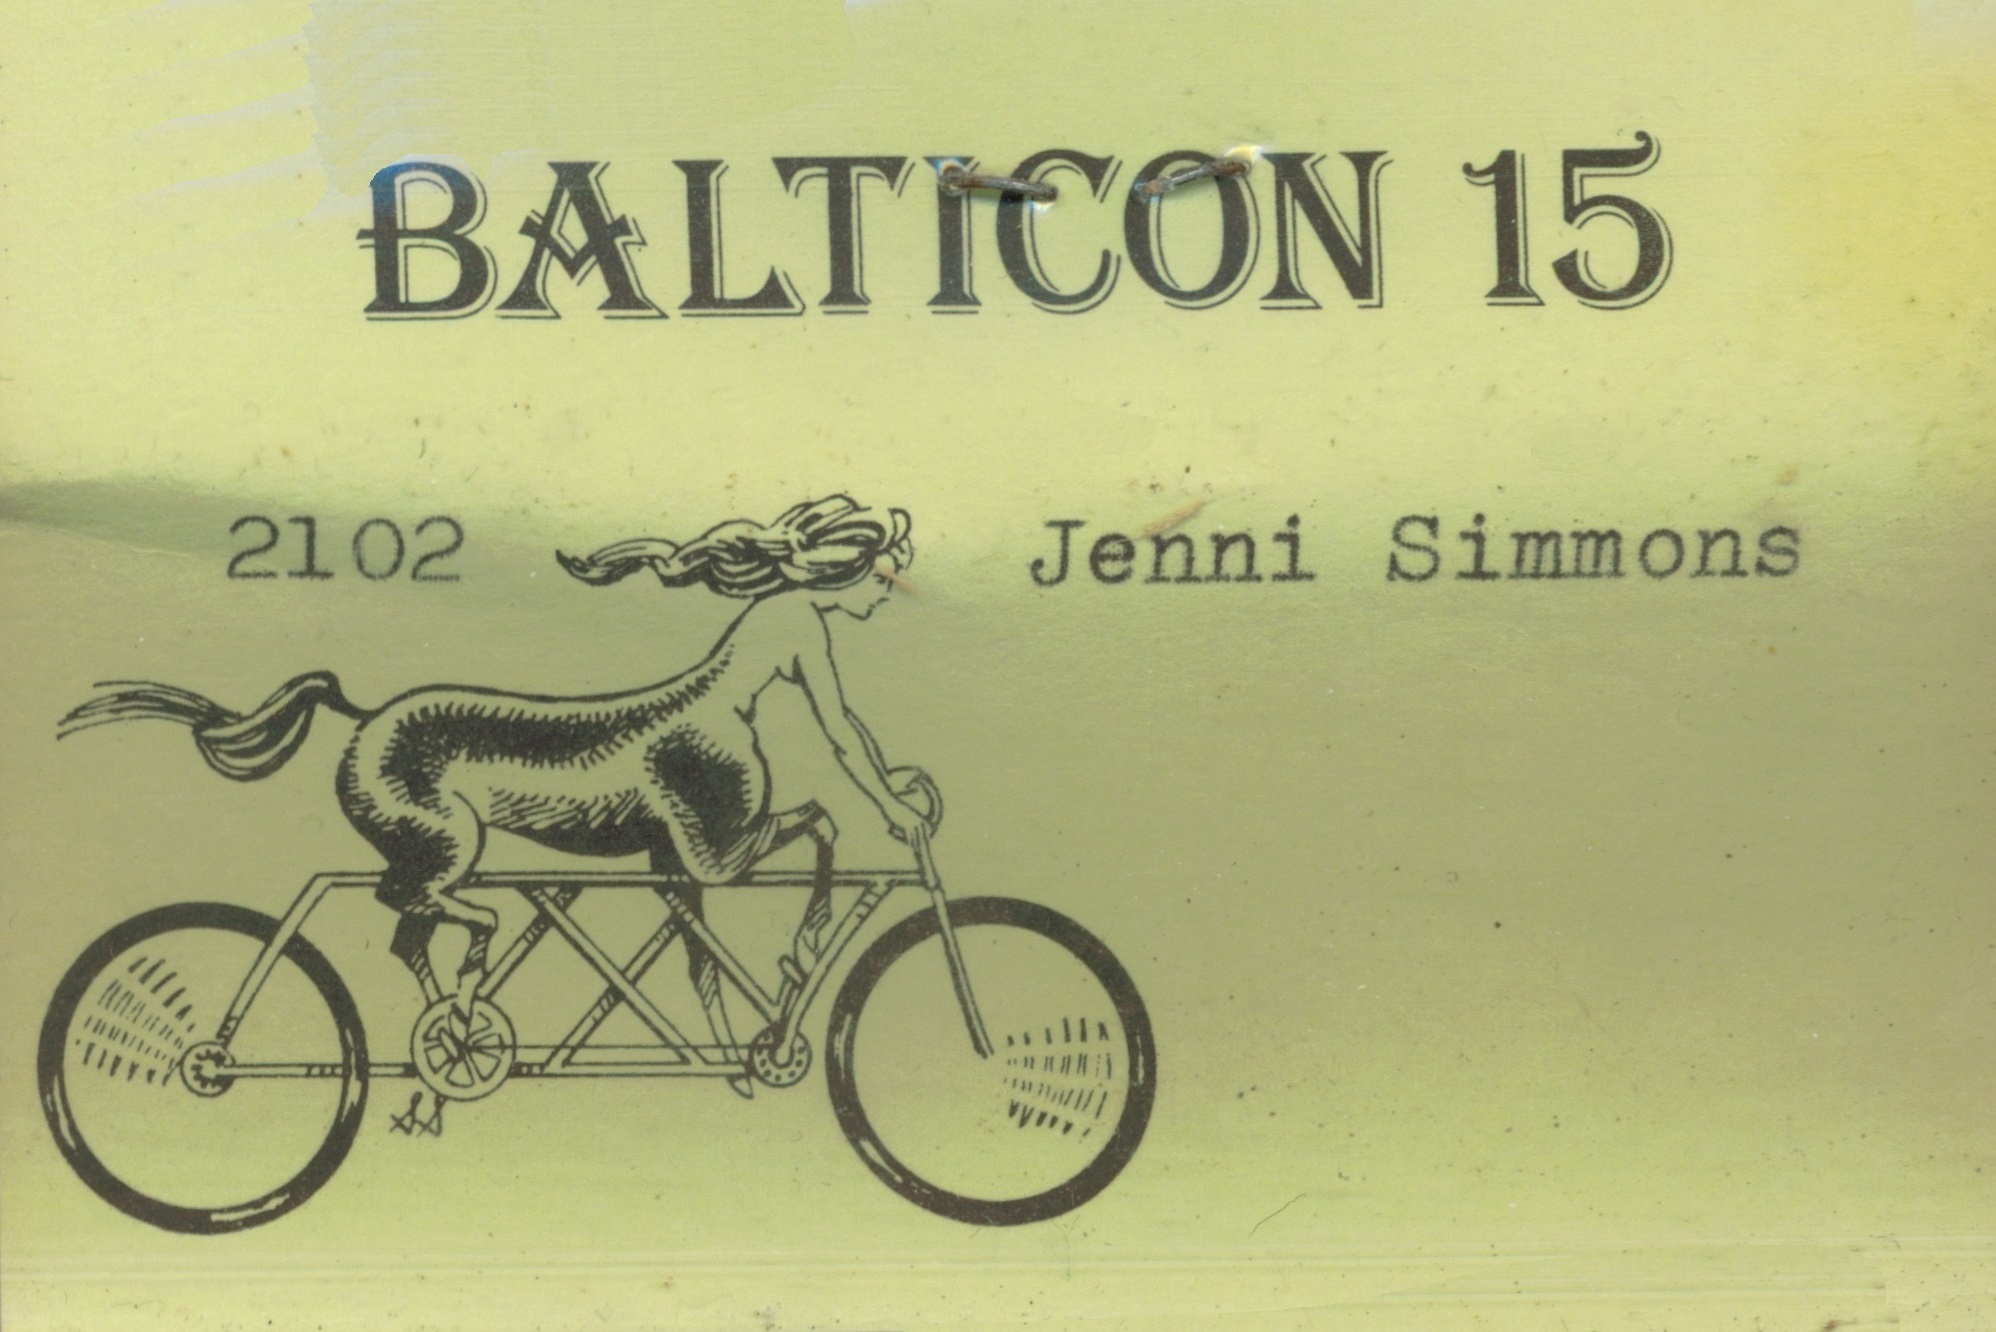 BALTICON 15
2102 Jenni Simmons